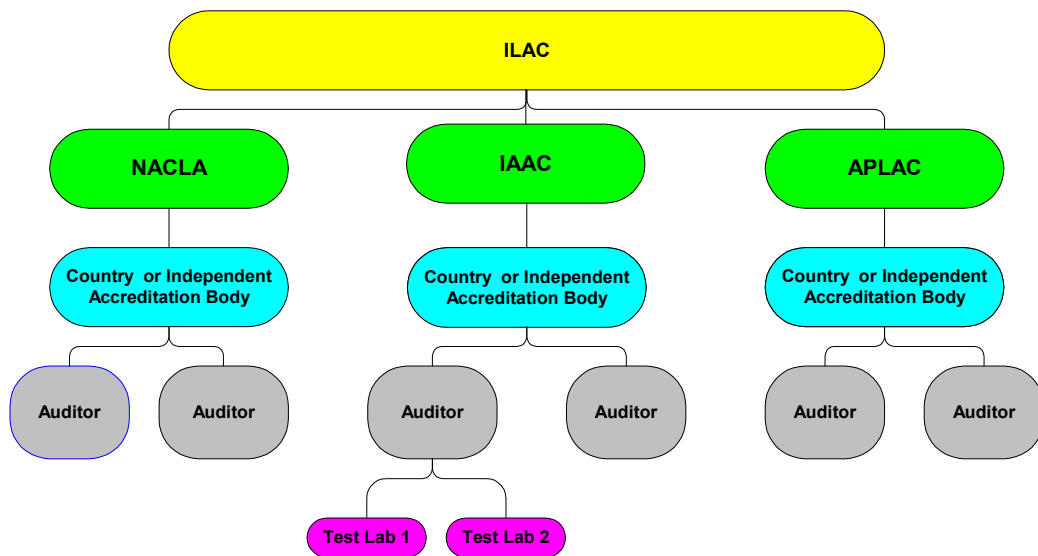 ILAC
NACLA
IAAC
APLAC
Country or Independent
Accreditation Body
Country or Independent
Accreditation Body
Country or Independent
Accreditation Body
Auditor
Auditor
Auditor
Auditor
Auditor
Auditor
Test Lab 1
Test Lab 2